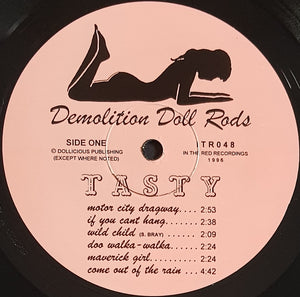 Demolition Doll Rods
SIDE ONE
© DOLLICIOUS PUBLISHING
(EXCEPT WHERE NOTED)
ITR048
IN THE RED RECORDINGS
1996
TASTY
motor city dragway.... 2:53
if you cant hang...... 2:38
wild child (S. BRAY)... 2:09
doo walka-walka....... 2:24
maverick girl.......... 2:24
come out of the rain ... 4:42